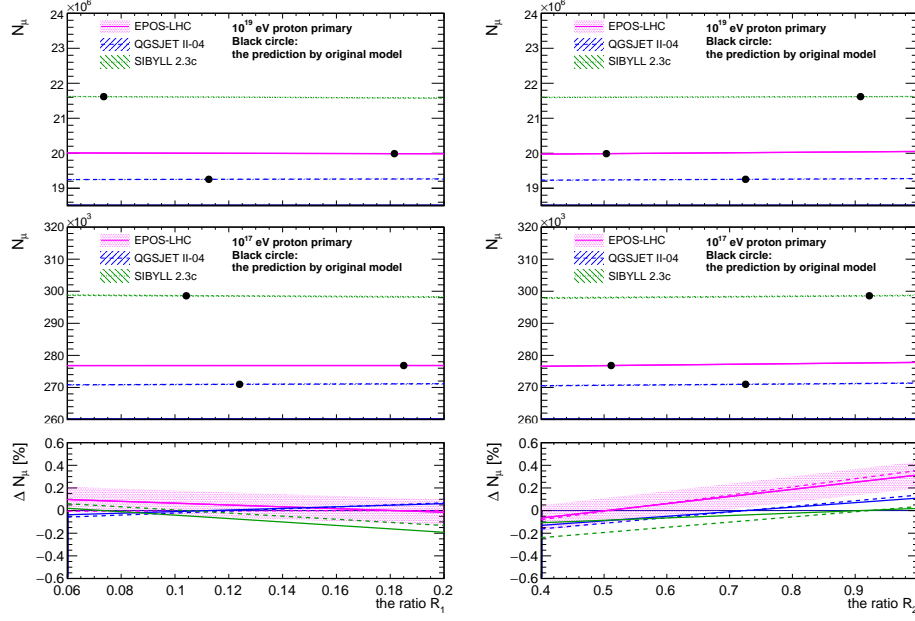 ×10⁶
N_μ
24
23
22
21
20
19
EPOS-LHC
QGSJET II-04
SIBYLL 2.3c
10¹⁹ eV proton primary
Black circle:
the prediction by original model
×10³
N_μ
320
310
300
290
280
270
260
EPOS-LHC
QGSJET II-04
SIBYLL 2.3c
10¹⁷ eV proton primary
Black circle:
the prediction by original model
Δ N_μ [%]
0.6
0.4
0.2
0
−0.2
−0.4
−0.6
0.06 0.08 0.1 0.12 0.14 0.16 0.18 0.2
the ratio R₁
×10⁶
N_μ
24
23
22
21
20
19
EPOS-LHC
QGSJET II-04
SIBYLL 2.3c
10¹⁹ eV proton primary
Black circle:
the prediction by original model
×10³
N_μ
320
310
300
290
280
270
260
EPOS-LHC
QGSJET II-04
SIBYLL 2.3c
10¹⁷ eV proton primary
Black circle:
the prediction by original model
Δ N_μ [%]
0.6
0.4
0.2
0
−0.2
−0.4
−0.6
0.4 0.5 0.6 0.7 0.8 0.9
the ratio R₂